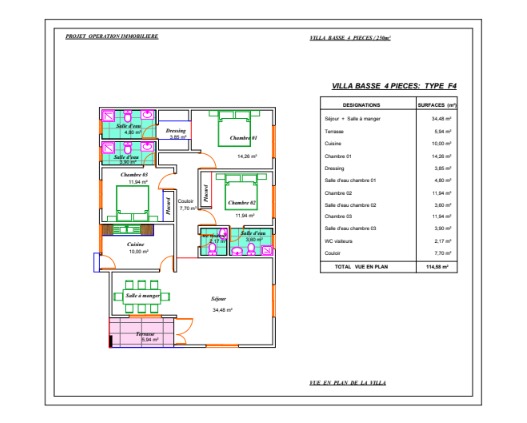 PROJET OPERATION IMMOBILIERE
VILLA BASSE 4 PIECES / 250m²
VILLA BASSE 4 PIECES: TYPE F4
DESIGNATIONS SURFACES (m²)
Séjour + Salle à manger 34,48 m²
Terrasse 5,94 m²
Cuisine 10,00 m²
Chambre 01 14,26 m²
Dressing 3,85 m²
Salle d'eau chambre 01 4,80 m²
Chambre 02 11,94 m²
Salle d'eau chambre 02 3,60 m²
Chambre 03 11,94 m²
Salle d'eau chambre 03 3,90 m²
WC visiteurs 2,17 m²
Couloir 7,70 m²
TOTAL VUE EN PLAN 114,58 m²
Salle d'eau
4,80 m²
Dressing
3,85 m²
Chambre 01
14,26 m²
Salle d'eau
3,90 m²
Chambre 03
11,94 m²
Placard
Couloir
7,70 m²
Placard
Chambre 02
11,94 m²
Cuisine
10,00 m²
2,17 m²
Salle d'eau
3,60 m²
Salle à manger
Séjour
34,48 m²
Terrasse
5,94 m²
VUE EN PLAN DE LA VILLA